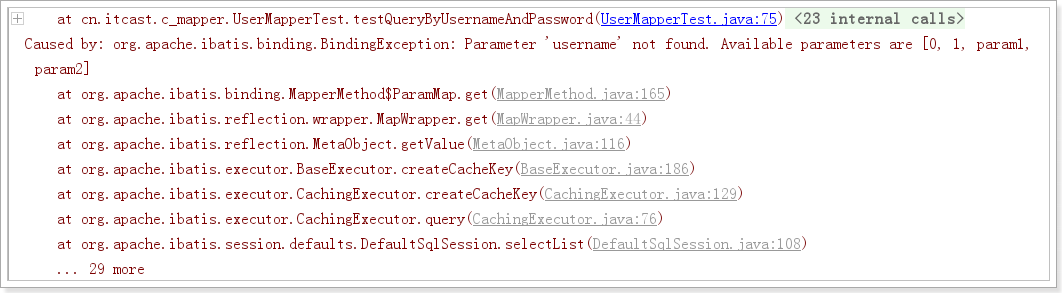 at cn.itcast.c_mapper.UserMapperTest.testQueryByUsernameAndPassword(UserMapperTest.java:75) <23 internal calls>
Caused by: org.apache.ibatis.binding.BindingException: Parameter 'username' not found. Available parameters are [0, 1, param1,
param2]
at org.apache.ibatis.binding.MapperMethod$ParamMap.get(MapperMethod.java:165)
at org.apache.ibatis.reflection.wrapper.MapWrapper.get(MapWrapper.java:44)
at org.apache.ibatis.reflection.MetaObject.getValue(MetaObject.java:116)
at org.apache.ibatis.executor.BaseExecutor.createCacheKey(BaseExecutor.java:186)
at org.apache.ibatis.executor.CachingExecutor.createCacheKey(CachingExecutor.java:129)
at org.apache.ibatis.executor.CachingExecutor.query(CachingExecutor.java:76)
at org.apache.ibatis.session.defaults.DefaultSqlSession.selectList(DefaultSqlSession.java:108)
... 29 more